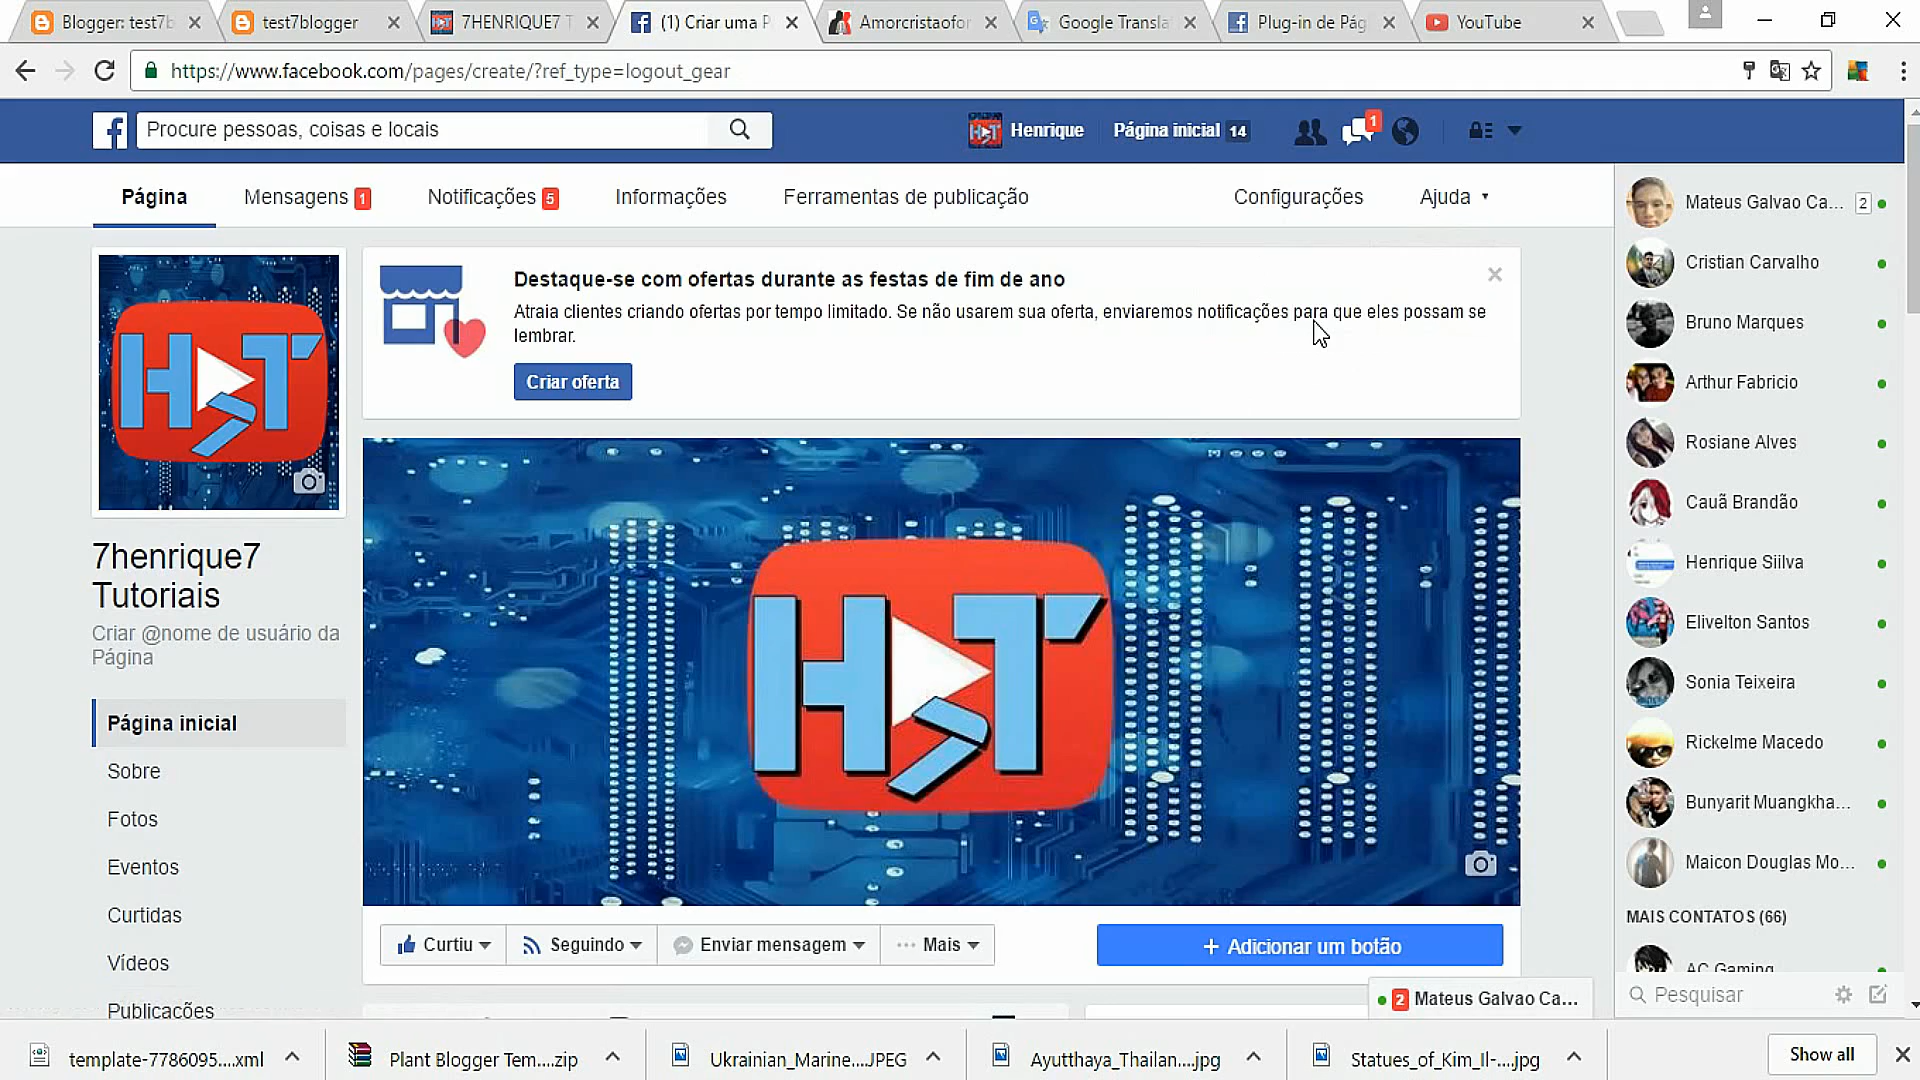 Blogger: test7b
test7blogger
7HENRIQUE7 T
(1) Criar uma P
Amorcristaofor
Google Transla
Plug-in de Pág
YouTube
https://www.facebook.com/pages/create/?ref_type=logout_gear
Procure pessoas, coisas e locais
Henrique
Página inicial 14
1
Página
Mensagens 1
Notificações 5
Informações
Ferramentas de publicação
Configurações
Ajuda
Destaque-se com ofertas durante as festas de fim de ano
Atraia clientes criando ofertas por tempo limitado. Se não usarem sua oferta, enviaremos notificações para que eles possam se
lembrar.
Criar oferta
H7T
H7T
7henrique7
Tutoriais
Criar @nome de usuário da
Página
Página inicial
Sobre
Fotos
Eventos
Curtidas
Vídeos
Publicações
Curtiu
Seguindo
Enviar mensagem
Mais
+ Adicionar um botão
Mateus Galvao Ca... 2
Cristian Carvalho
Bruno Marques
Arthur Fabricio
Rosiane Alves
Cauã Brandão
Henrique Siilva
Elivelton Santos
Sonia Teixeira
Rickelme Macedo
Bunyarit Muangkha...
Maicon Douglas Mo...
MAIS CONTATOS (66)
AC Gaming
Pesquisar
2 Mateus Galvao Ca...
template-7786095....xml
Plant Blogger Tem....zip
Ukrainian_Marine....JPEG
Ayutthaya_Thailan....jpg
Statues_of_Kim_Il-....jpg
Show all